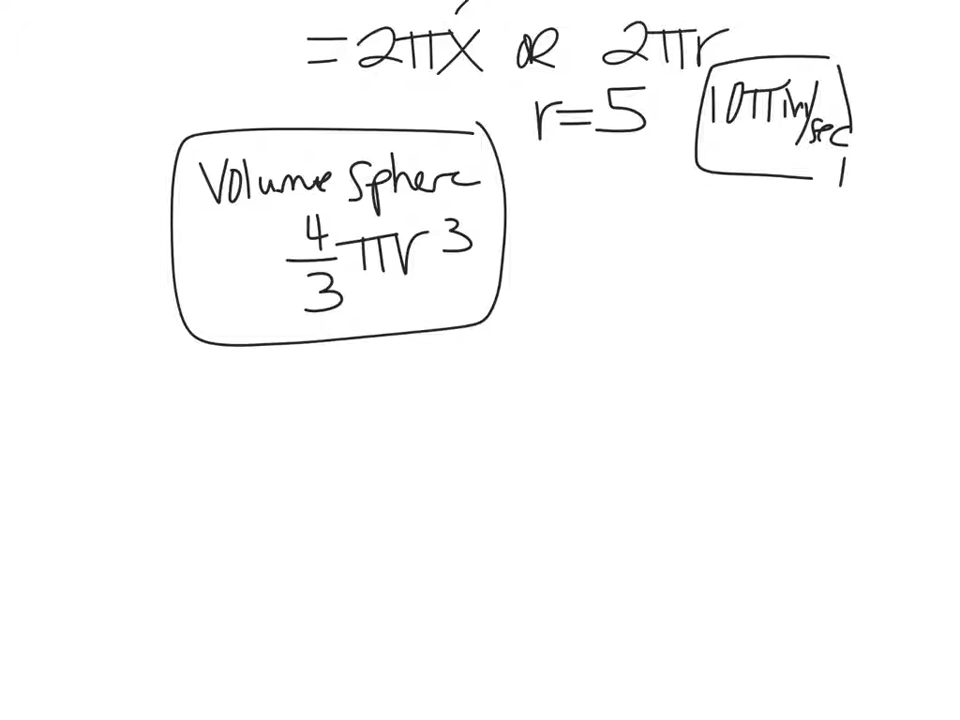 = 2πx OR 2πr
r = 5
10π in/sec
Volume Sphere
4/3 πr³